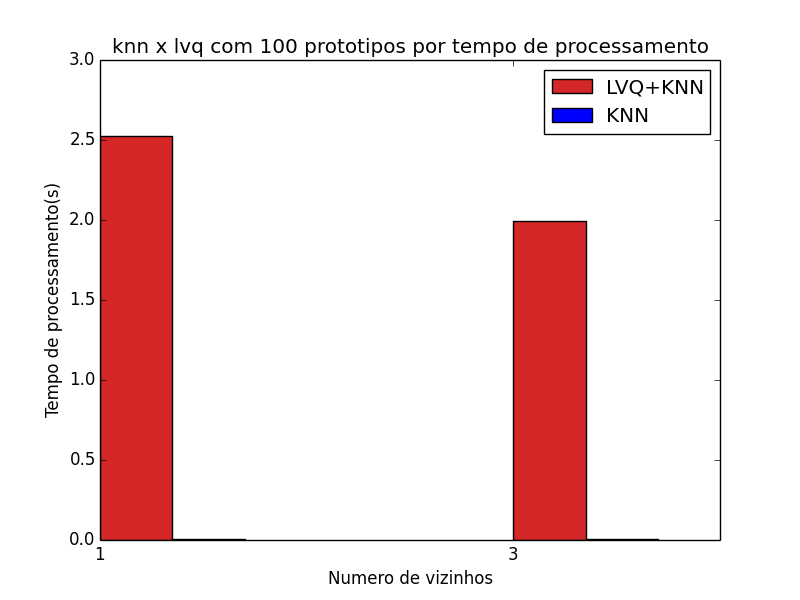 knn x lvq com 100 prototipos por tempo de processamento
3.0
2.5
2.0
1.5
1.0
0.5
0.0
Tempo de processamento(s)
LVQ+KNN
KNN
1
3
Numero de vizinhos